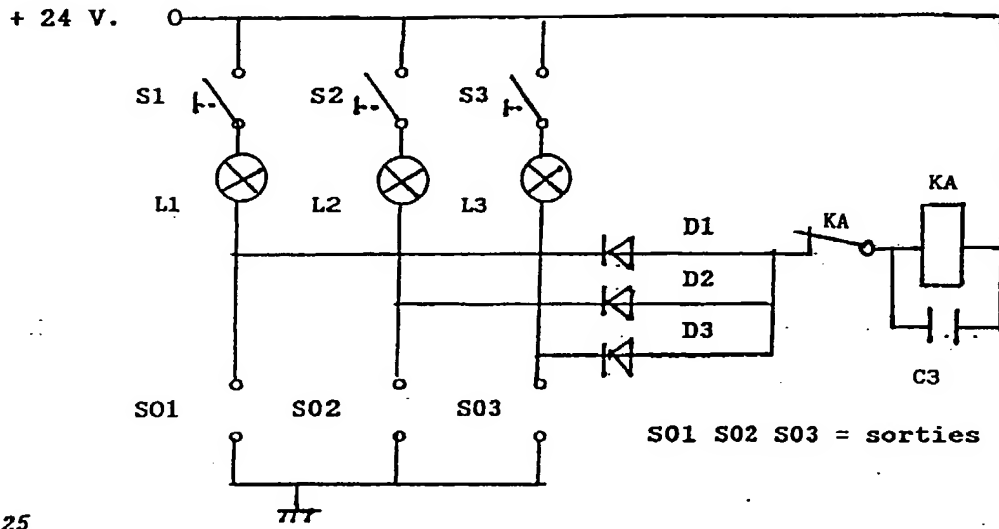 + 24 V.
S1 S2 S3
KA
L1 L2 L3
D1 KA
D2
D3
C3
SO1 SO2 SO3
SO1 SO2 SO3 = sorties
25